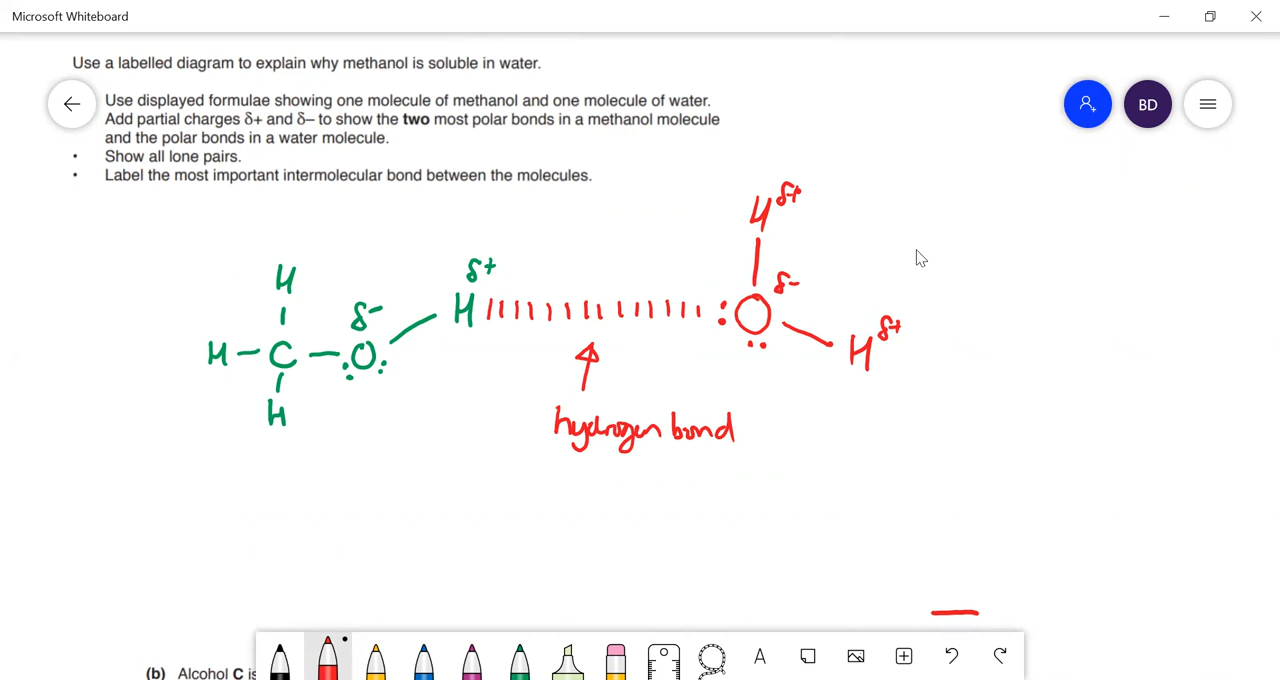 Microsoft Whiteboard
Use a labelled diagram to explain why methanol is soluble in water.
Use displayed formulae showing one molecule of methanol and one molecule of water.
Add partial charges δ+ and δ– to show the two most polar bonds in a methanol molecule
and the polar bonds in a water molecule.
• Show all lone pairs.
• Label the most important intermolecular bond between the molecules.
BD
H δ+
δ+
H
δ- H :O δ-
H-C-O
H δ+
H
hydrogen bond
A
(b) Alcohol C is